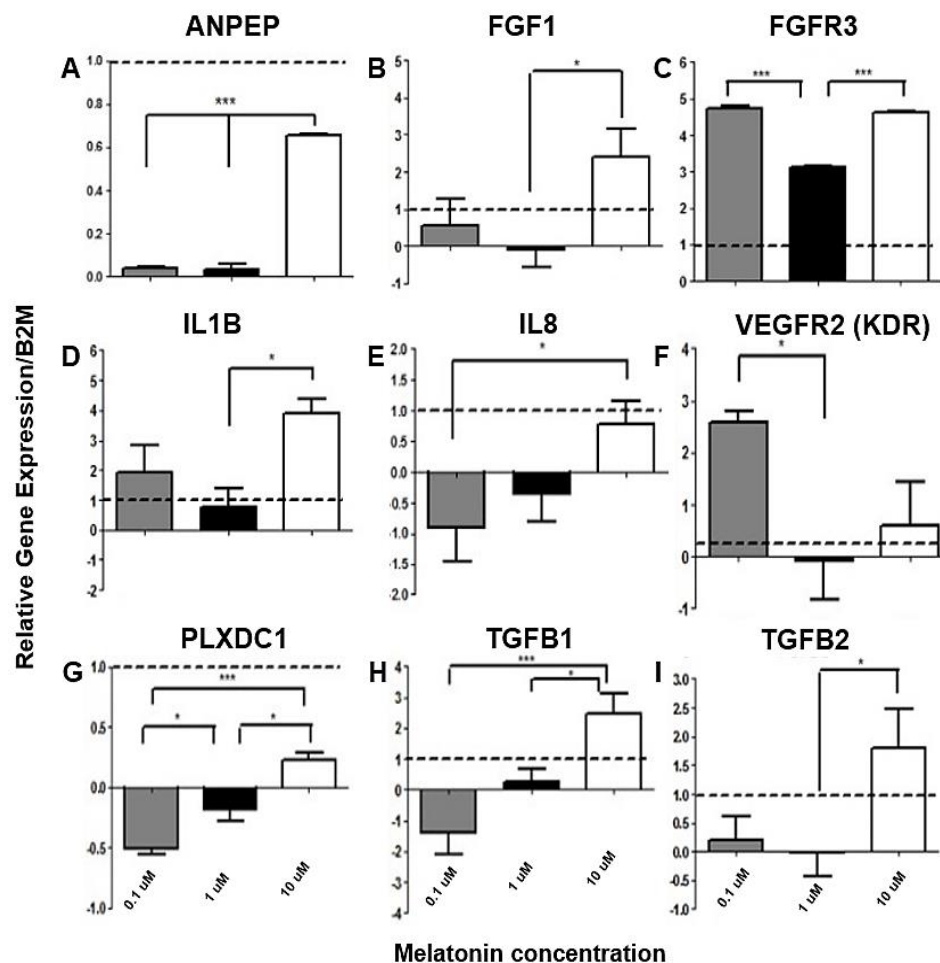 ANPEP
FGF1
FGFR3
A
B
C
1.0
0.8
0.6
0.4
0.2
0.0
***
5
4
3
2
1
0
-1
*
6
5
4
3
2
1
0
***
***
IL1B
IL8
VEGFR2 (KDR)
D
E
F
6
5
4
3
2
1
0
-1
-2
*
2.0
1.5
1.0
0.5
0.0
-0.5
-1.0
-1.5
-2.0
*
4
3
2
1
0
-1
*
PLXDC1
TGFB1
TGFB2
G
H
I
1.0
0.5
0.0
-0.5
-1.0
***
*
*
4
3
2
1
0
-1
-2
-3
-4
***
*
3.0
2.5
2.0
1.5
1.0
0.5
0.0
-0.5
-1.0
*
0.1 uM
1 uM
10 uM
0.1 uM
1 uM
10 uM
0.1 uM
1 uM
10 uM
Relative Gene Expression/B2M
Melatonin concentration